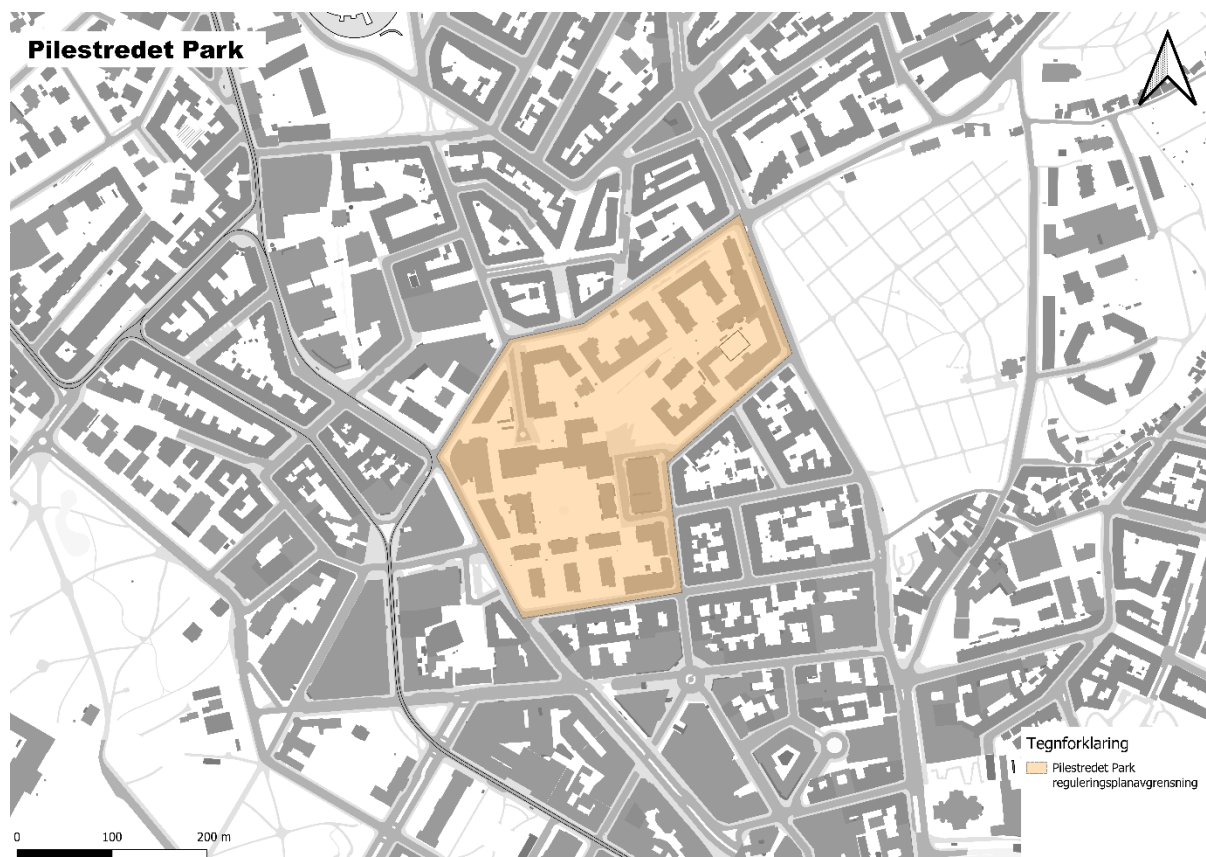 Pilestredet Park
Tegnforklaring
Pilestredet Park
reguleringsplanavgrensning
0 100 200 m